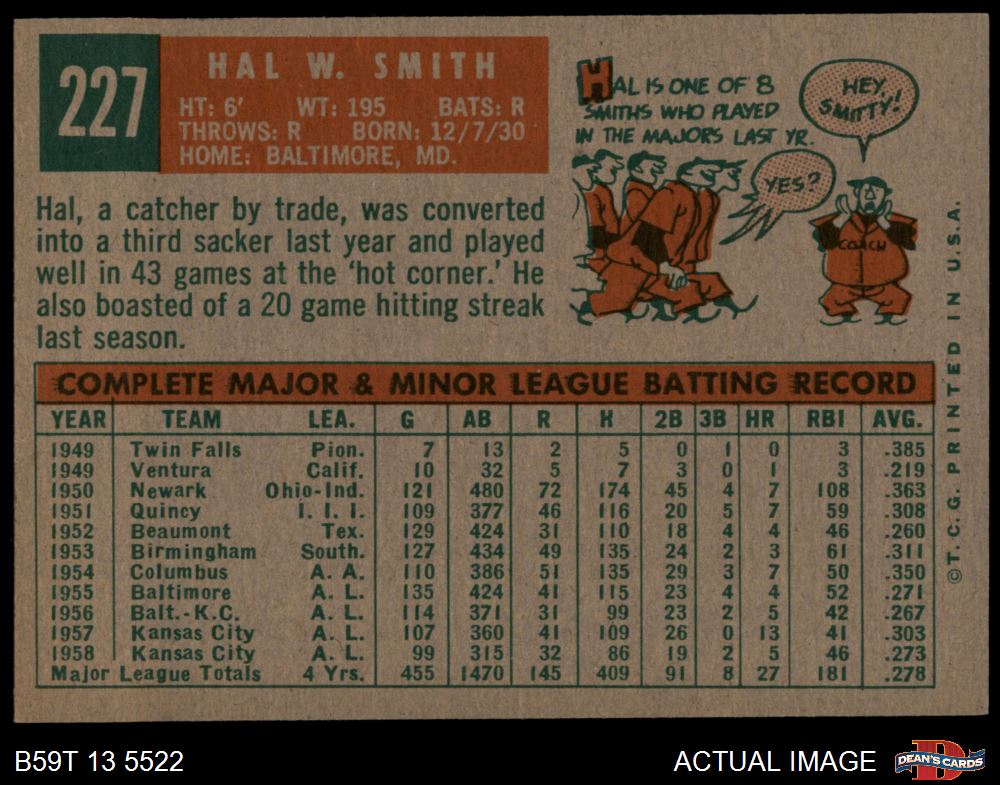 227
HAL W. SMITH
HT: 6' WT: 195 BATS: R
THROWS: R BORN: 12/7/30
HOME: BALTIMORE, MD.
HAL IS ONE OF 8
SMITHS WHO PLAYED
IN THE MAJORS LAST YR.
HEY,
SMITTY!
YES?
COACH
Hal, a catcher by trade, was converted
into a third sacker last year and played
well in 43 games at the 'hot corner.' He
also boasted of a 20 game hitting streak
last season.
COMPLETE MAJOR & MINOR LEAGUE BATTING RECORD
YEAR TEAM LEA. G AB R H 2B 3B HR RBI AVG.
1949 Twin Falls Pion. 7 13 2 5 0 1 0 3 .385
1949 Ventura Calif. 10 32 5 7 3 0 1 3 .219
1950 Newark Ohio-Ind. 121 480 72 174 45 4 7 108 .363
1951 Quincy I. I. I. 109 377 46 116 20 5 7 59 .308
1952 Beaumont Tex. 129 424 31 110 18 4 4 46 .260
1953 Birmingham South. 127 434 49 135 24 2 3 61 .311
1954 Columbus A. A. 110 386 51 135 29 3 7 50 .350
1955 Baltimore A. L. 135 424 41 115 23 4 4 52 .271
1956 Balt.-K.C. A. L. 114 371 31 99 23 2 5 42 .267
1957 Kansas City A. L. 107 360 41 109 26 0 13 41 .303
1958 Kansas City A. L. 99 315 32 86 19 2 5 46 .273
Major League Totals 4 Yrs. 455 1470 145 409 91 8 27 181 .278
©T. C. G. PRINTED IN U.S.A.
B59T 13 5522
ACTUAL IMAGE
D
DEAN'S CARDS